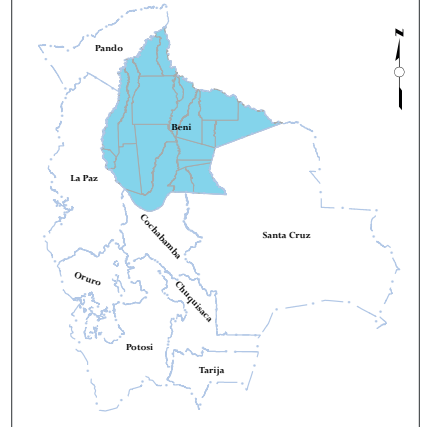 N
Pando
Beni
La Paz
Cochabamba
Santa Cruz
Oruro
Chuquisaca
Potosi
Tarija